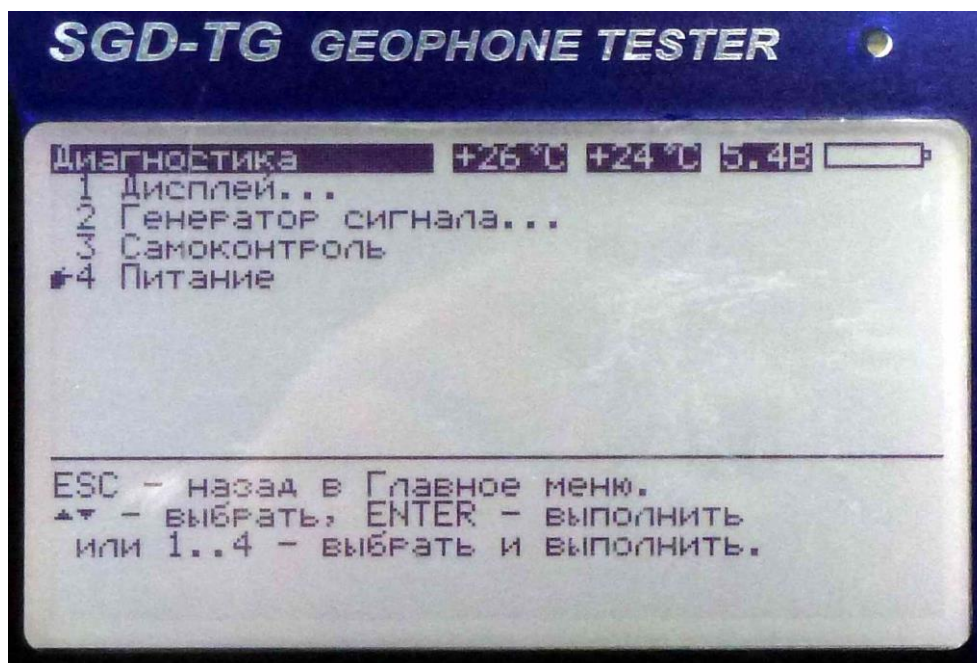 SGD-TG GEOPHONE TESTER
Диагностика +26 °C +24 °C 5.4В
1 Дисплей...
2 Генератор сигнала...
3 Самоконтроль
4 Питание
ESC - назад в Главное меню.
▲▼ - выбрать, ENTER - выполнить
или 1..4 - выбрать и выполнить.